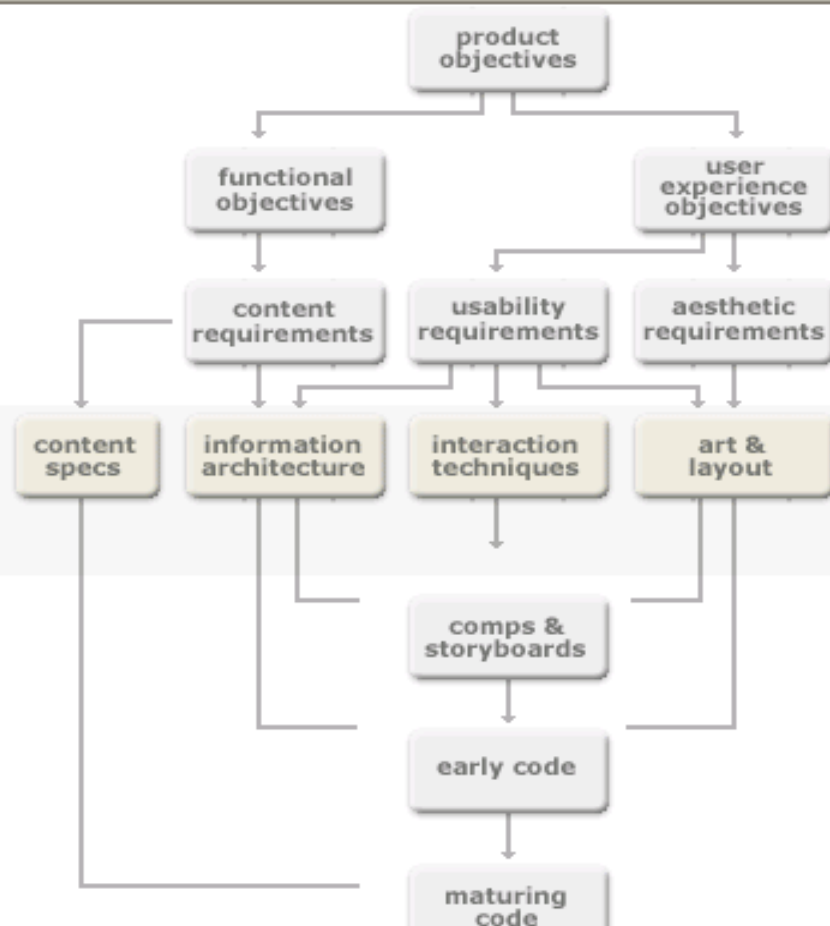 product
objectives
functional
objectives
user
experience
objectives
content
requirements
usability
requirements
aesthetic
requirements
content
specs
information
architecture
interaction
techniques
art &
layout
comps &
storyboards
early code
maturing
code